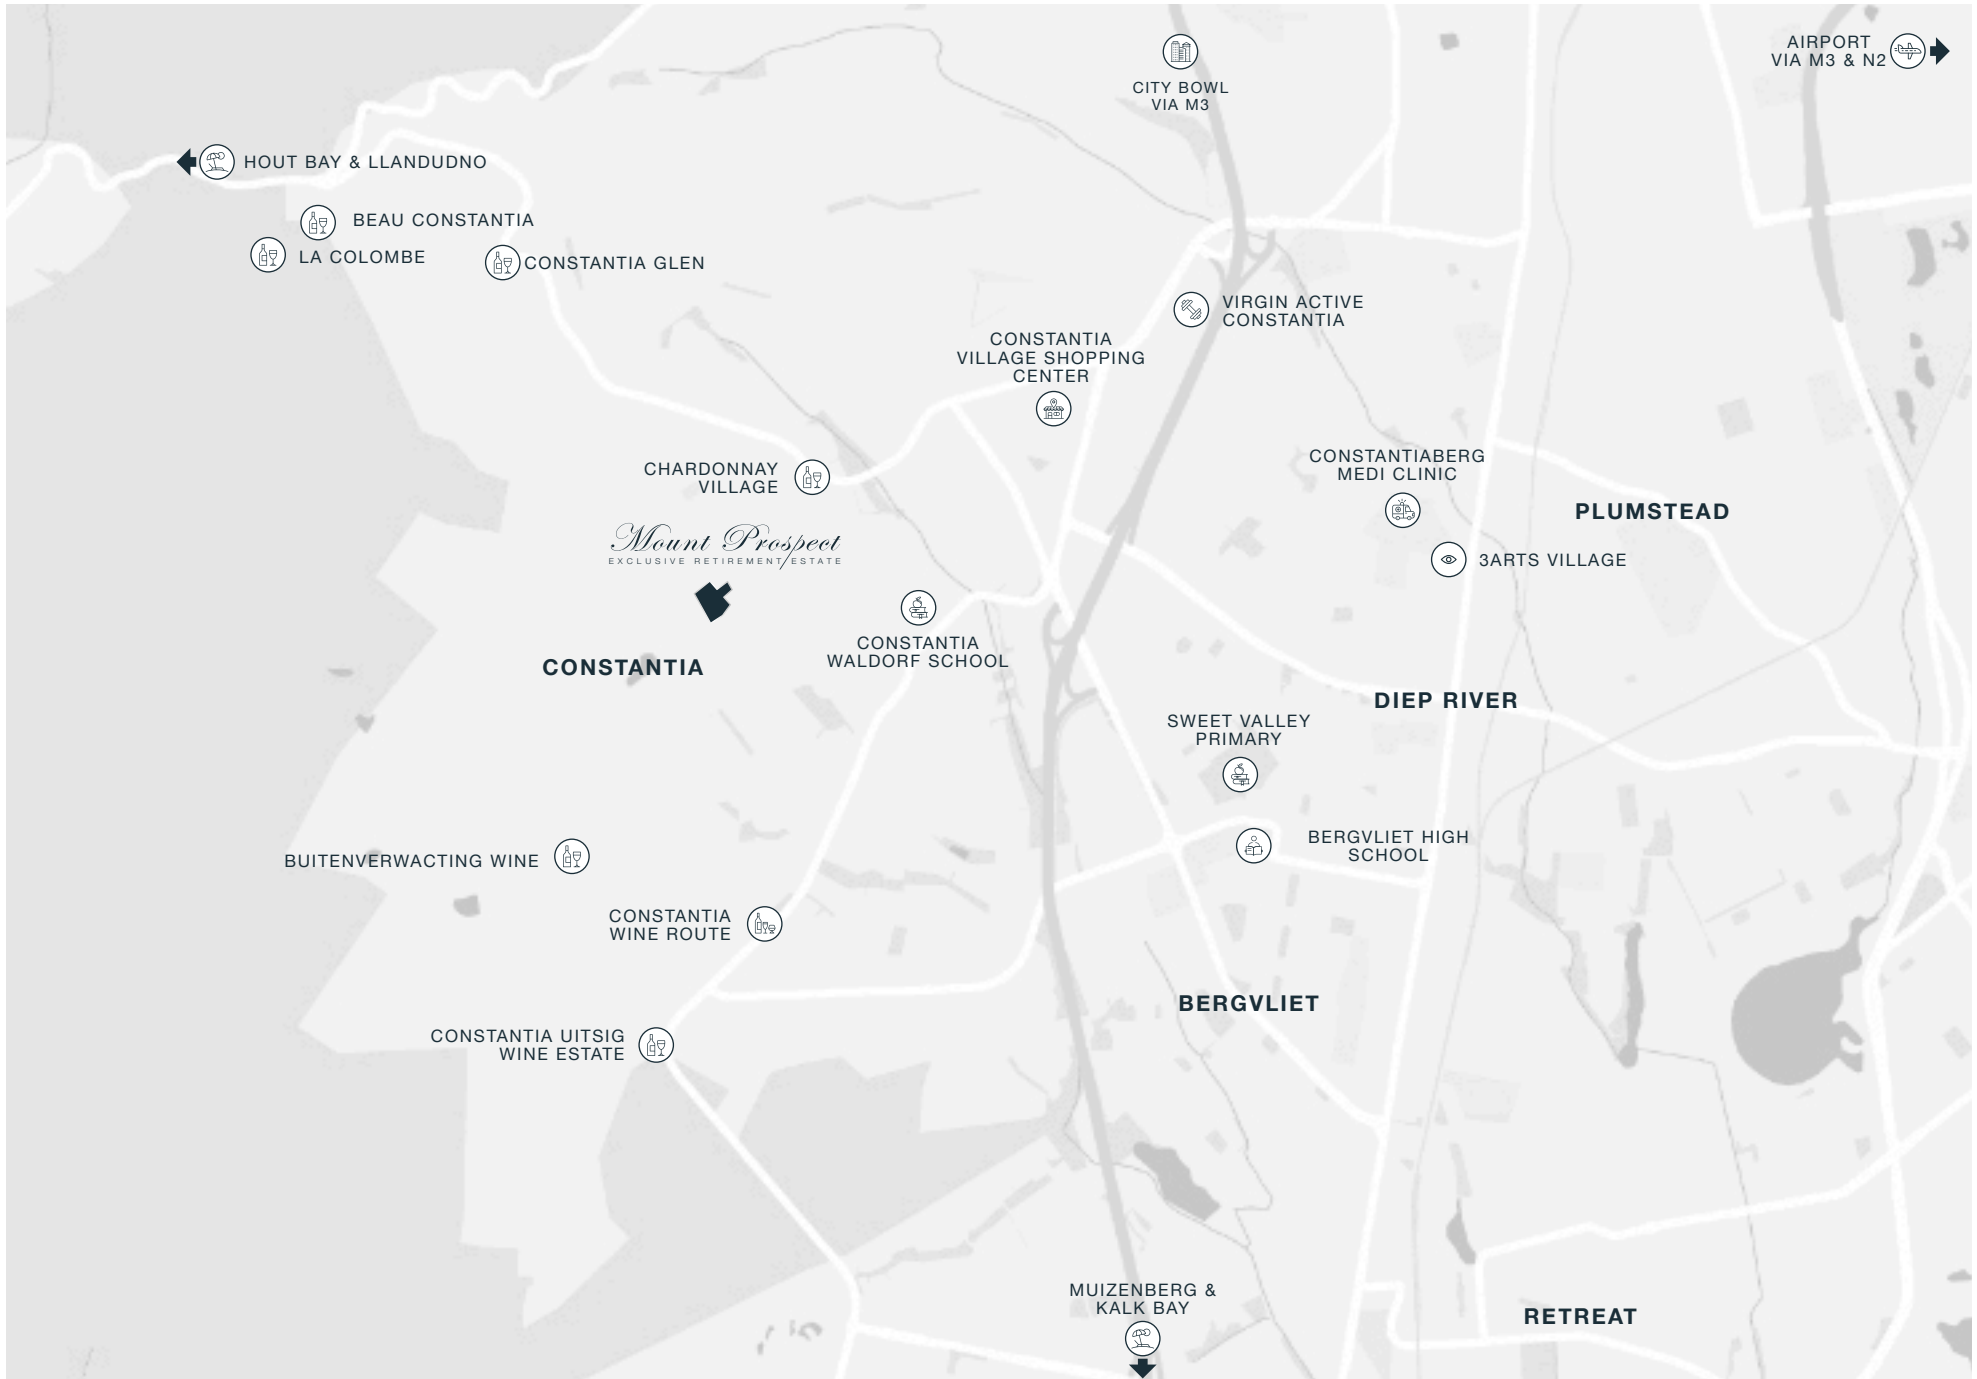 AIRPORT
VIA M3 & N2
CITY BOWL
VIA M3
HOUT BAY & LLANDUDNO
BEAU CONSTANTIA
LA COLOMBE
CONSTANTIA GLEN
VIRGIN ACTIVE
CONSTANTIA
CONSTANTIA
VILLAGE SHOPPING
CENTER
CHARDONNAY
VILLAGE
CONSTANTIABERG
MEDI CLINIC
PLUMSTEAD
Mount Prospect
EXCLUSIVE RETIREMENT ESTATE
3ARTS VILLAGE
CONSTANTIA
WALDORF SCHOOL
CONSTANTIA
DIEP RIVER
SWEET VALLEY
PRIMARY
BERGVLIET HIGH
SCHOOL
BUITENVERWACTING WINE
CONSTANTIA
WINE ROUTE
BERGVLIET
CONSTANTIA UITSIG
WINE ESTATE
MUIZENBERG &
KALK BAY
RETREAT